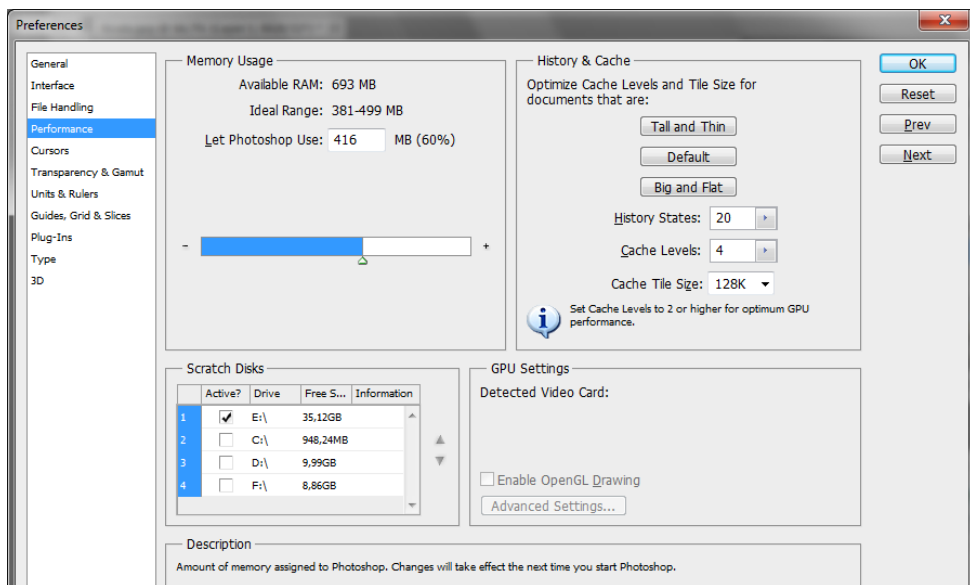 Preferences
General
Interface
File Handling
Performance
Cursors
Transparency & Gamut
Units & Rulers
Guides, Grid & Slices
Plug-Ins
Type
3D
Memory Usage
Available RAM: 693 MB
Ideal Range: 381-499 MB
Let Photoshop Use: 416 MB (60%)
- +
History & Cache
Optimize Cache Levels and Tile Size for
documents that are:
Tall and Thin
Default
Big and Flat
History States: 20
Cache Levels: 4
Cache Tile Size: 128K
Set Cache Levels to 2 or higher for optimum GPU
performance.
OK
Reset
Prev
Next
Scratch Disks
Active? Drive Free S... Information
1 E:\ 35,12GB
2 C:\ 948,24MB
3 D:\ 9,99GB
4 F:\ 8,86GB
GPU Settings
Detected Video Card:
Enable OpenGL Drawing
Advanced Settings...
Description
Amount of memory assigned to Photoshop. Changes will take effect the next time you start Photoshop.